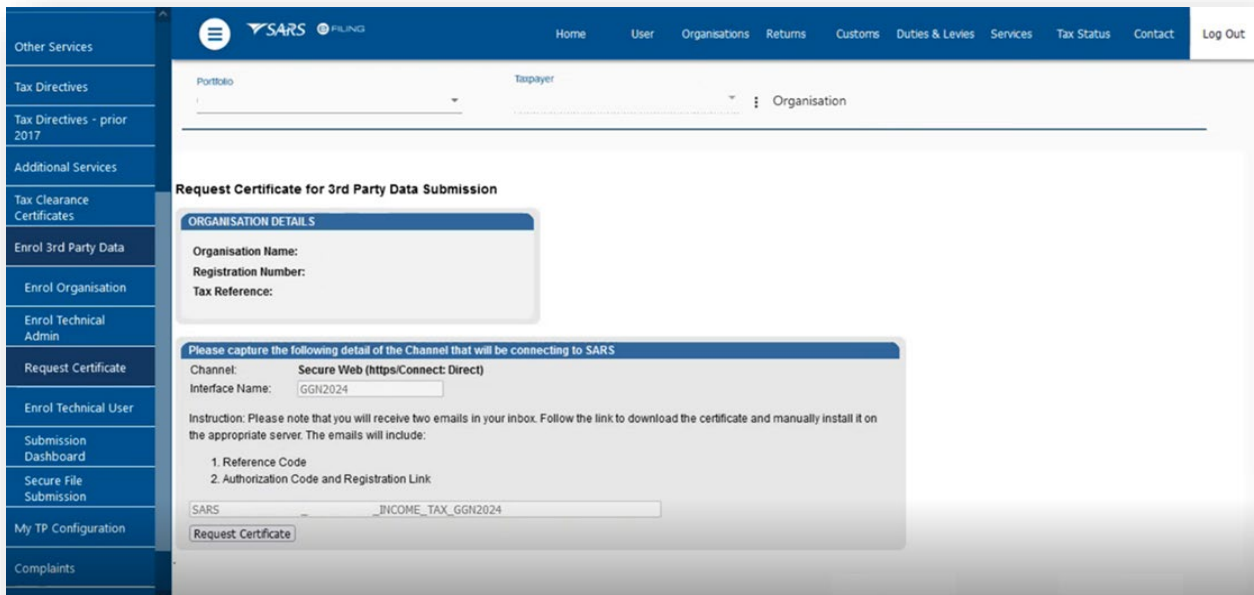 SARS eFILING
Home User Organisations Returns Customs Duties & Levies Services Tax Status Contact Log Out
Other Services
Tax Directives
Tax Directives - prior
2017
Additional Services
Tax Clearance
Certificates
Enrol 3rd Party Data
Enrol Organisation
Enrol Technical
Admin
Request Certificate
Enrol Technical User
Submission
Dashboard
Secure File
Submission
My TP Configuration
Complaints
Portfolio
Taxpayer
Organisation
Request Certificate for 3rd Party Data Submission
ORGANISATION DETAILS
Organisation Name:
Registration Number:
Tax Reference:
Please capture the following detail of the Channel that will be connecting to SARS
Channel: Secure Web (https/Connect: Direct)
Interface Name: GGN2024
Instruction: Please note that you will receive two emails in your inbox. Follow the link to download the certificate and manually install it on
the appropriate server. The emails will include:
1. Reference Code
2. Authorization Code and Registration Link
SARS _ _INCOME_TAX_GGN2024
Request Certificate